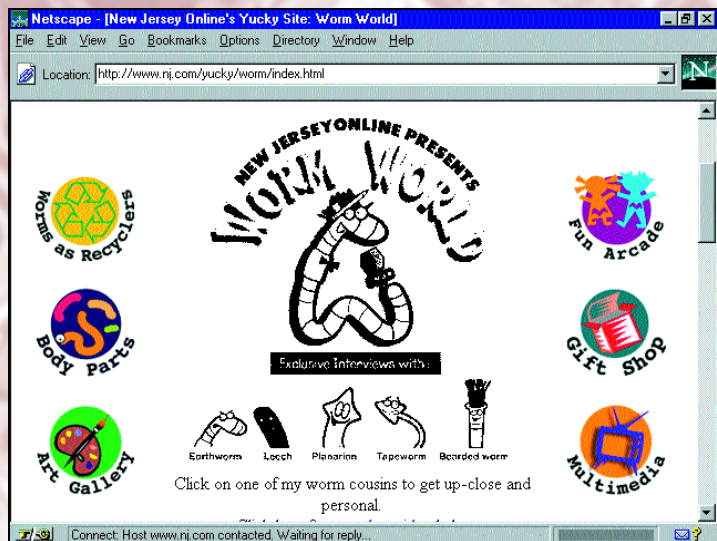 Netscape - [New Jersey Online's Yucky Site: Worm World]
File Edit View Go Bookmarks Options Directory Window Help
Location: http://www.nj.com/yucky/worm/index.html
N
NEW JERSEY ONLINE PRESENTS
WORM WORLD
Worms as Recyclers
Fun Arcade
Body Parts
Gift Shop
Exclusive Interviews with:
Earthworm Leech Planarian Tapeworm Bearded worm
Art Gallery
Multimedia
Click on one of my worm cousins to get up-close and
personal.
Connect: Host www.nj.com contacted. Waiting for reply...